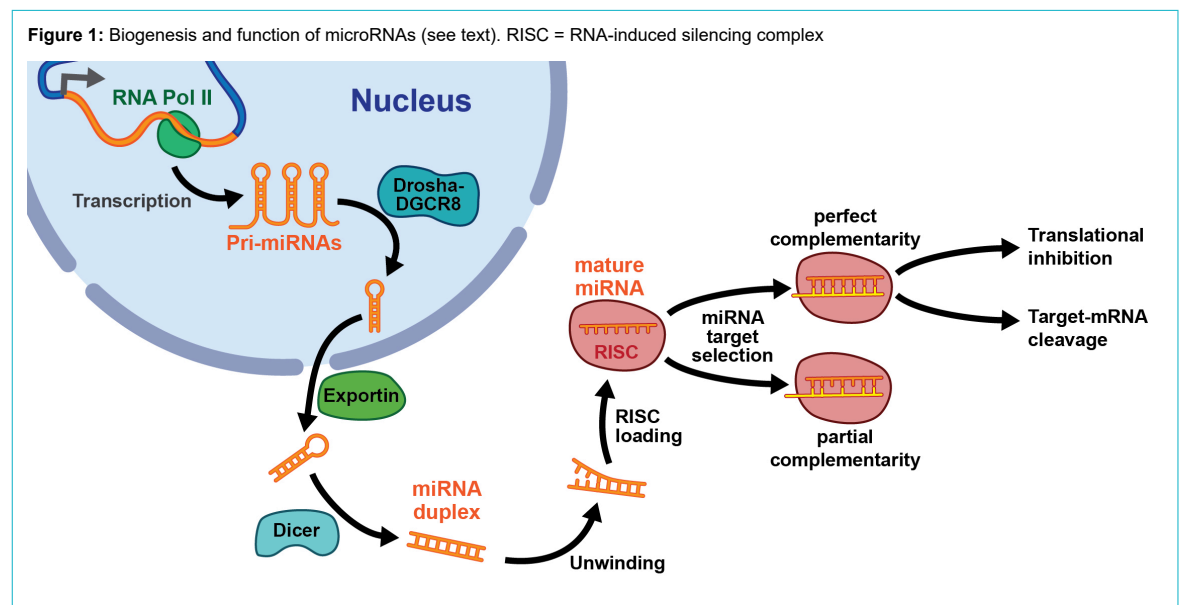 Figure 1: Biogenesis and function of microRNAs (see text). RISC = RNA-induced silencing complex
RNA Pol II
Nucleus
Transcription
Pri-miRNAs
Drosha-
DGCR8
Exportin
Dicer
miRNA
duplex
Unwinding
RISC
loading
mature
miRNA
RISC
miRNA
target
selection
perfect
complementarity
partial
complementarity
Translational
inhibition
Target-mRNA
cleavage